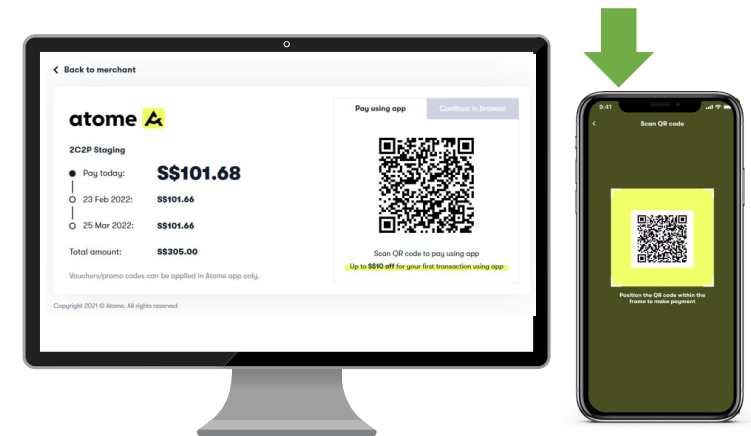 Back to merchant
atome
2C2P Staging
Pay today: S$101.68
23 Feb 2022: S$101.66
25 Mar 2022: S$101.66
Total amount: S$305.00
Vouchers/promo codes can be applied in Atome app only.
Pay using app
Continue in browser
Scan QR code to pay using app
Up to S$10 off for your first transaction using app
Copyright 2021 © Atome. All rights reserved
9:41
Scan QR code
Position the QR code within the
frame to make payment